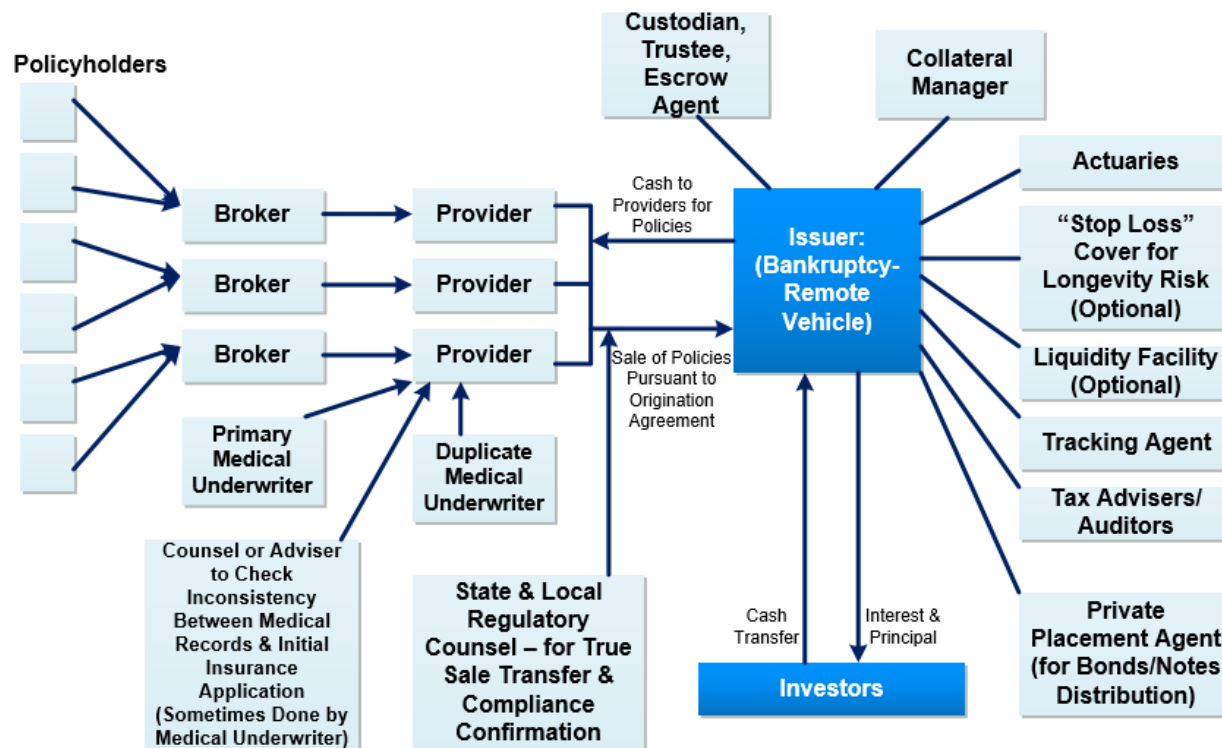 Policyholders
Custodian,
Trustee,
Escrow
Agent
Collateral
Manager
Broker
Broker
Broker
Provider
Provider
Provider
Cash to
Providers for
Policies
Issuer:
(Bankruptcy-
Remote
Vehicle)
Sale of Policies
Pursuant to
Origination
Agreement
Actuaries
“Stop Loss”
Cover for
Longevity Risk
(Optional)
Liquidity Facility
(Optional)
Tracking Agent
Tax Advisers/
Auditors
Private
Placement Agent
(for Bonds/Notes
Distribution)
Primary
Medical
Underwriter
Duplicate
Medical
Underwriter
Counsel or Adviser
to Check
Inconsistency
Between Medical
Records & Initial
Insurance
Application
(Sometimes Done by
Medical Underwriter)
State & Local
Regulatory
Counsel – for True
Sale Transfer &
Compliance
Confirmation
Cash
Transfer
Interest &
Principal
Investors